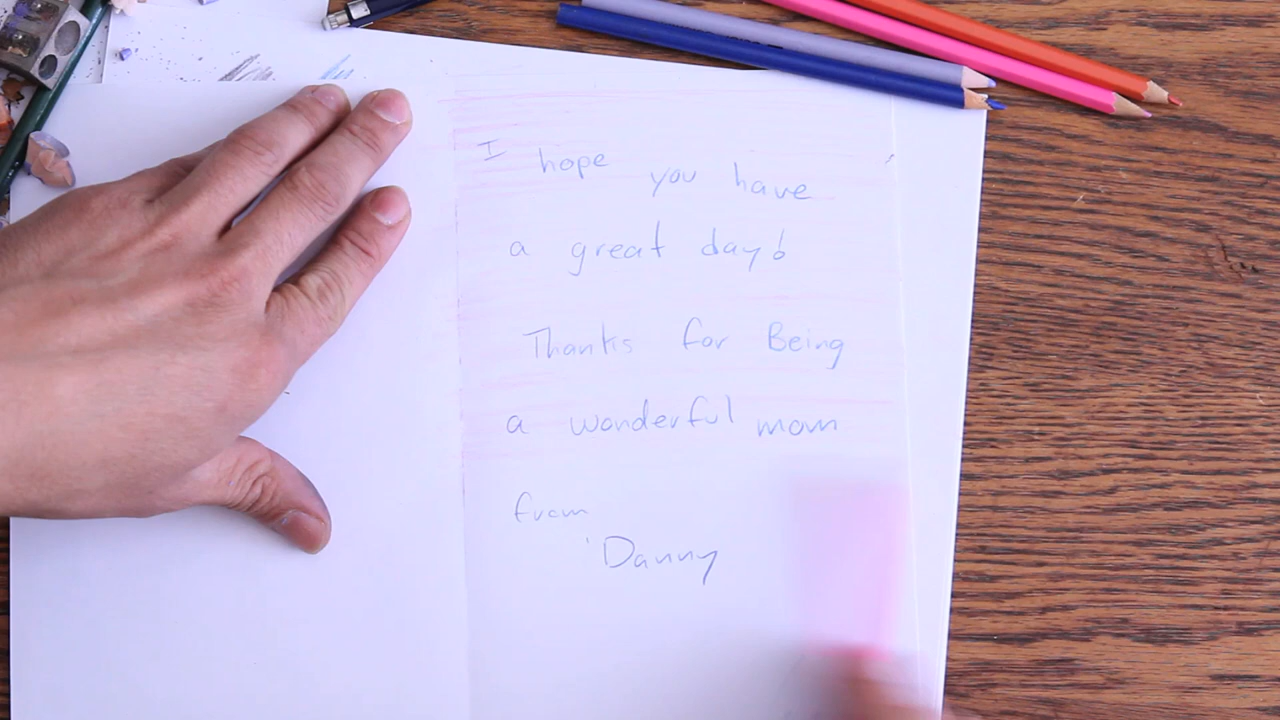 I hope you have
a great day!
Thanks for Being
a wonderful mom
from
Danny